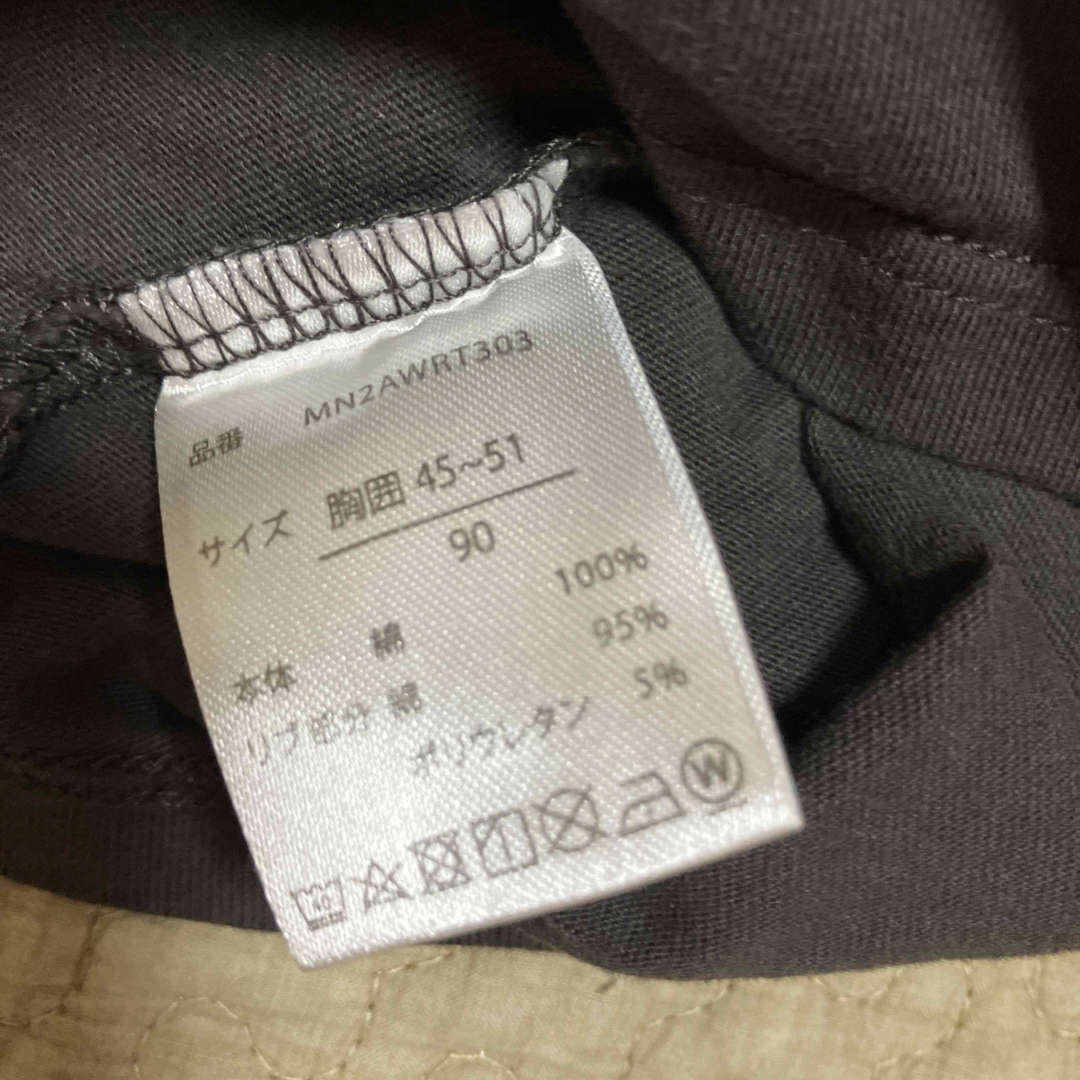 品番 MN2AWRT303
サイズ 胸囲 45~51
90
本体 綿 100%
リブ部分 綿 95%
ポリウレタン 5%
40
W